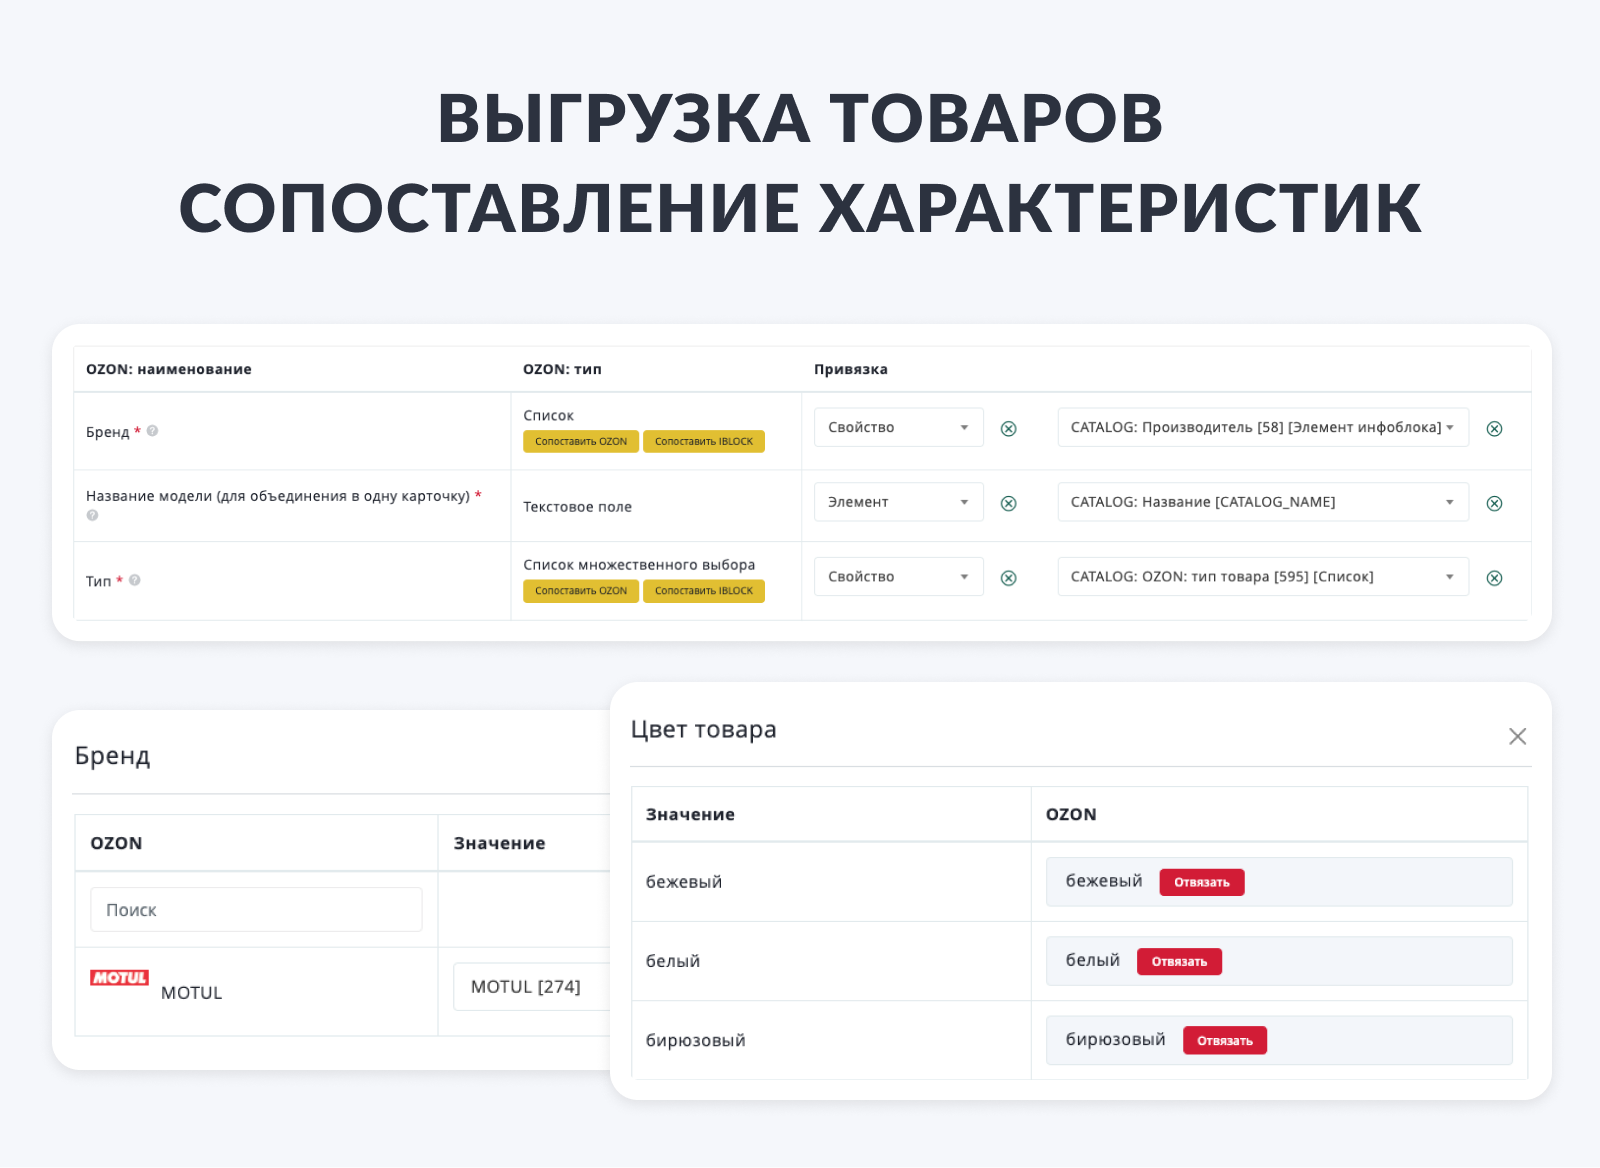 ВЫГРУЗКА ТОВАРОВ
СОПОСТАВЛЕНИЕ ХАРАКТЕРИСТИК
OZON: наименование OZON: тип Привязка
Бренд * ? Список Свойство CATALOG: Производитель [58] [Элемент инфоблока]
Сопоставить OZON Сопоставить IBLOCK
Название модели (для объединения в одну карточку) * Текстовое поле Элемент CATALOG: Название [CATALOG_NAME]
?
Тип * ? Список множественного выбора Свойство CATALOG: OZON: тип товара [595] [Список]
Сопоставить OZON Сопоставить IBLOCK
Бренд
OZON Значение
Поиск
MOTUL
MOTUL MOTUL [274]
Цвет товара
Значение OZON
бежевый бежевый Отвязать
белый белый Отвязать
бирюзовый бирюзовый Отвязать